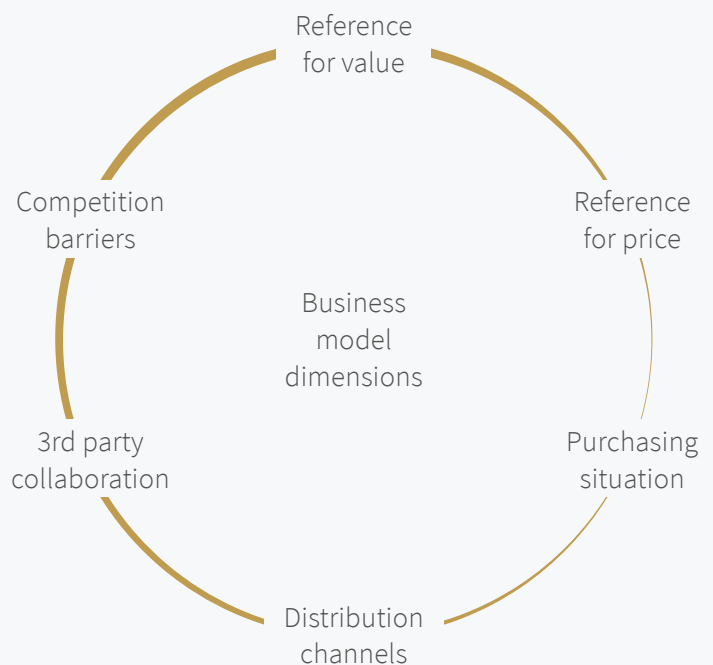 Reference
for value
Competition
barriers
Reference
for price
Business
model
dimensions
3rd party
collaboration
Purchasing
situation
Distribution
channels